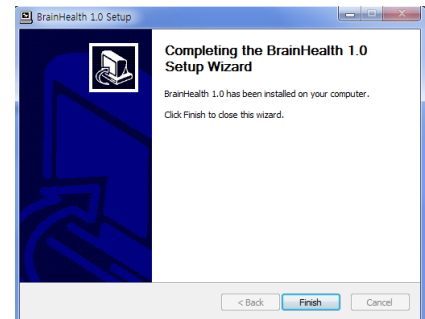 BrainHealth 1.0 Setup
Completing the BrainHealth 1.0
Setup Wizard
BrainHealth 1.0 has been installed on your computer.
Click Finish to close this wizard.
< Back Finish Cancel